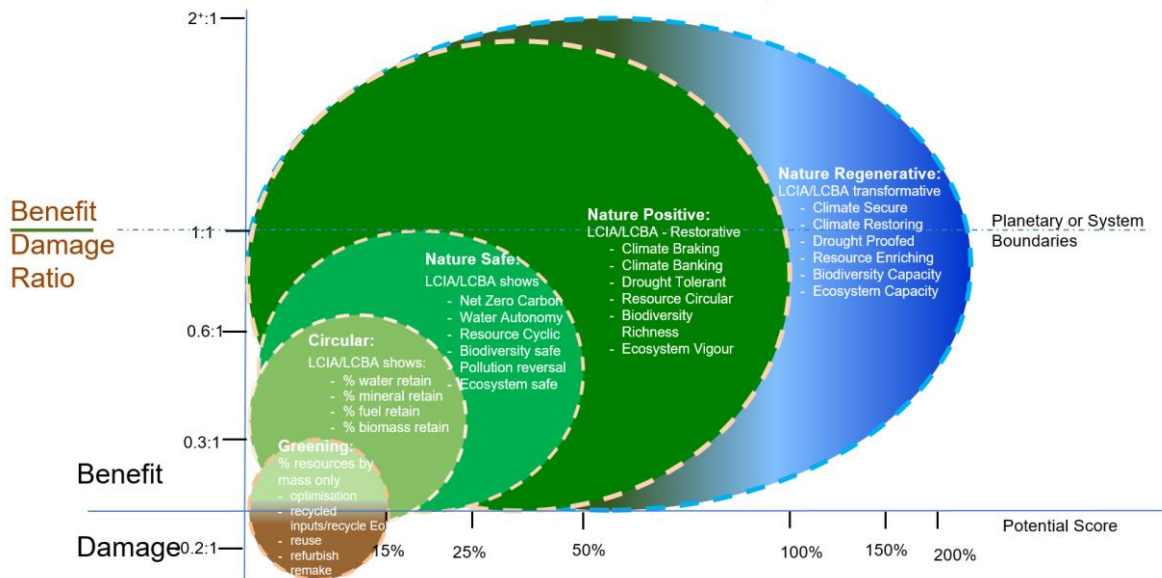 2⁺:1
Benefit
Damage
Ratio
1:1
0.6:1
0.3:1
Benefit
Damage
0.2:1
Greening:
% resources by
mass only
- optimisation
- recycled
inputs/recycle Eo
- reuse
- refurbish
remake
Circular:
LCIA/LCBA shows:
- % water retain
- % mineral retain
- % fuel retain
- % biomass retain
Nature Safe:
LCIA/LCBA shows
- Net Zero Carbon
- Water Autonomy
- Resource Cyclic
- Biodiversity safe
- Pollution reversal
- Ecosystem safe
Nature Positive:
LCIA/LCBA - Restorative
- Climate Braking
- Climate Banking
- Drought Tolerant
- Resource Circular
- Biodiversity
Richness
- Ecosystem Vigour
Nature Regenerative:
LCIA/LCBA transformative
- Climate Secure
- Climate Restoring
- Drought Proofed
- Resource Enriching
- Biodiversity Capacity
- Ecosystem Capacity
Planetary or System
Boundaries
Potential Score
15%
25%
50%
100%
150%
200%